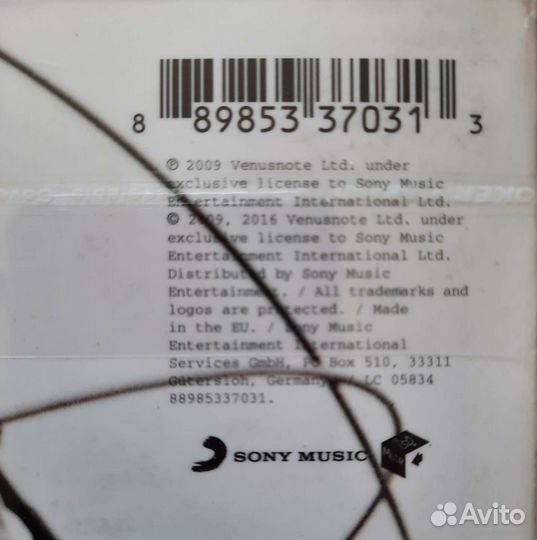 8 89853 37031 3
℗ 2009 Venusnote Ltd. under
exclusive license to Sony Music
Entertainment International Ltd.
© 2009, 2016 Venusnote Ltd. under
exclusive license to Sony Music
Entertainment International Ltd.
Distributed by Sony Music
Entertainment. / All trademarks and
logos are protected. / Made
in the EU. / Sony Music
Entertainment International
Services GmbH, PO Box 510, 33311
Gütersloh, Germany. / LC 05834
88985337031.
SONY MUSIC
Avito